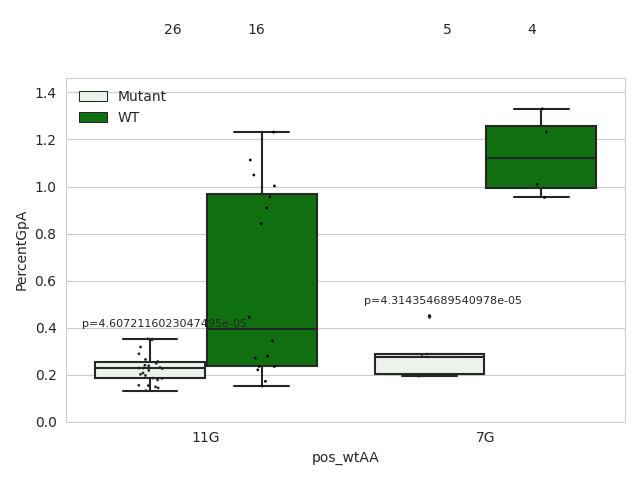 26 16 5 4
1.4
Mutant
WT
1.2
1.0
0.8
0.6
0.4
0.2
0.0
PercentGpA
p=4.6072116023047495e-05
p=4.314354689540978e-05
11G 7G
pos_wtAA